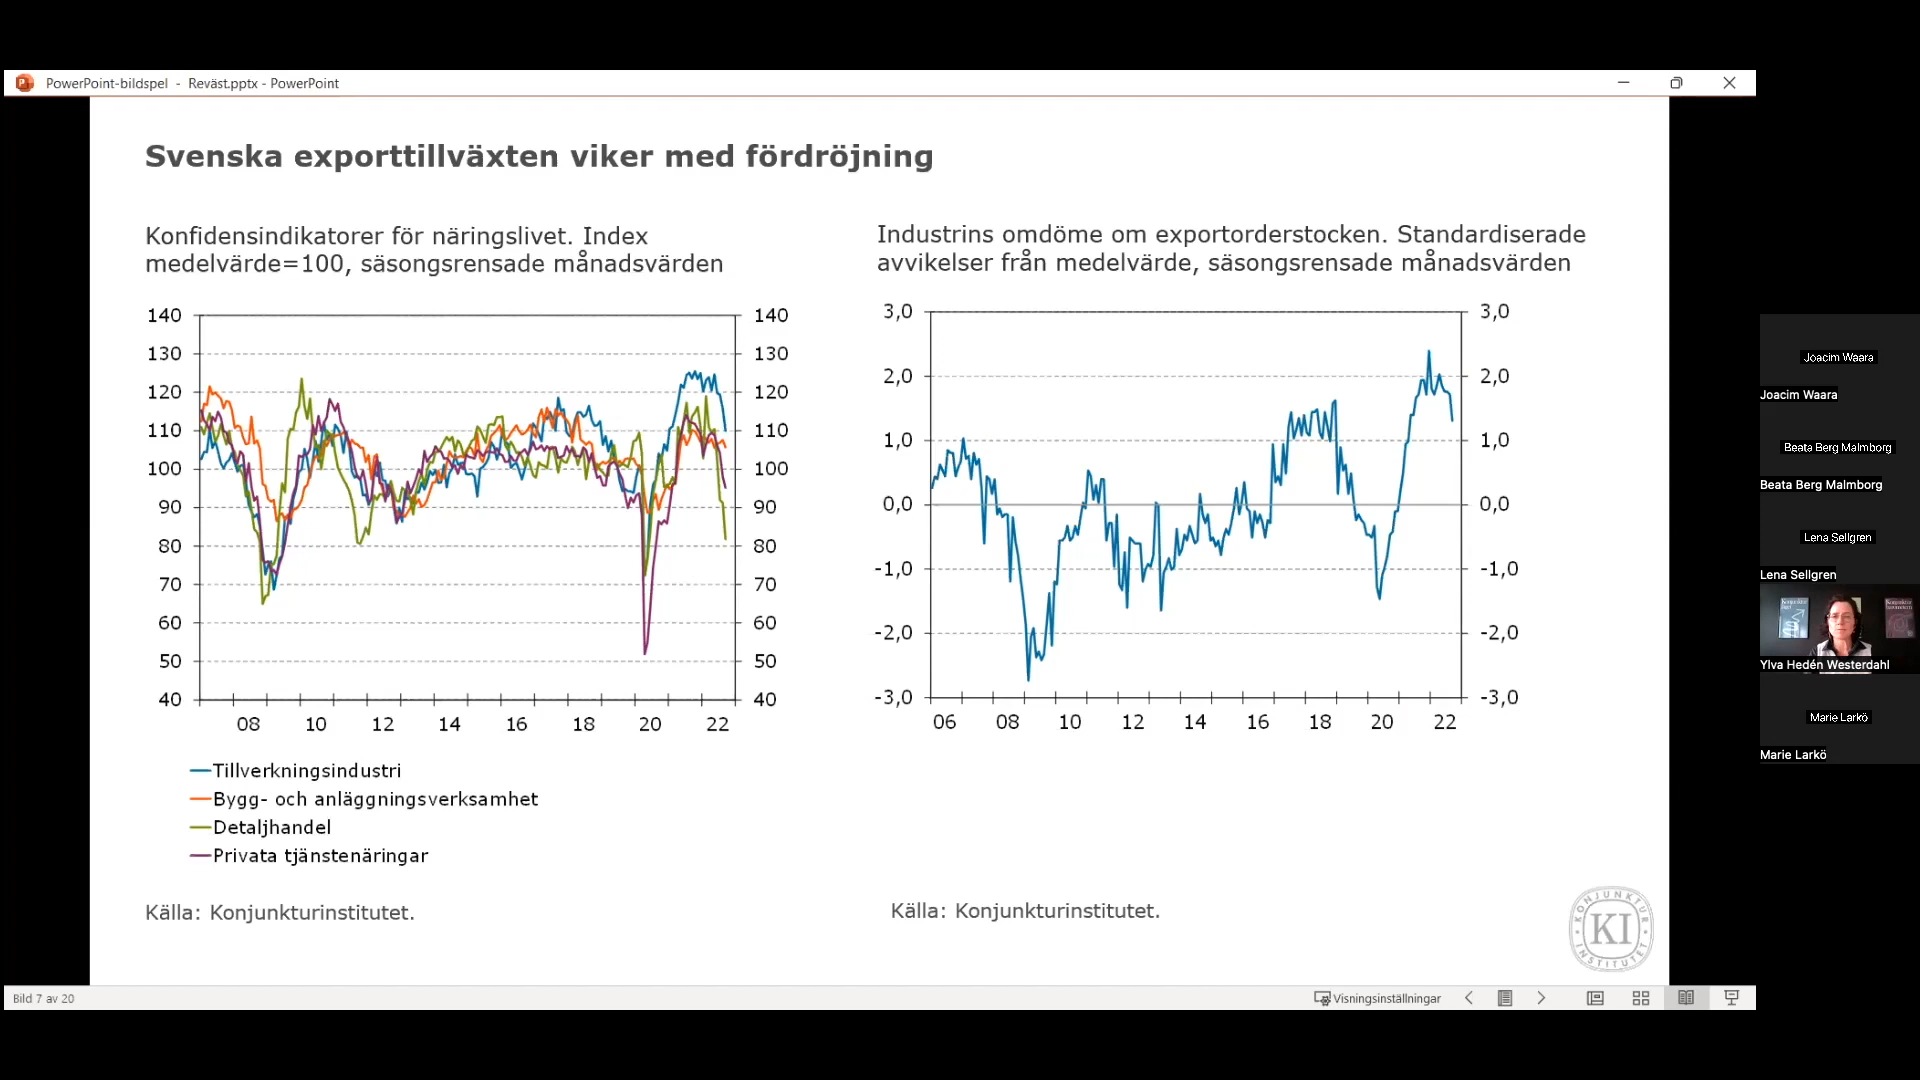 PowerPoint-bildspel - Reväst.pptx - PowerPoint
Svenska exporttillväxten viker med fördröjning
Konfidensindikatorer för näringslivet. Index
medelvärde=100, säsongsrensade månadsvärden
140
130
120
110
100
90
80
70
60
50
40
140
130
120
110
100
90
80
70
60
50
40
08 10 12 14 16 18 20 22
Tillverkningsindustri
Bygg- och anläggningsverksamhet
Detaljhandel
Privata tjänstenäringar
Källa: Konjunkturinstitutet.
Industrins omdöme om exportorderstocken. Standardiserade
avvikelser från medelvärde, säsongsrensade månadsvärden
3,0
2,0
1,0
0,0
-1,0
-2,0
-3,0
3,0
2,0
1,0
0,0
-1,0
-2,0
-3,0
06 08 10 12 14 16 18 20 22
Källa: Konjunkturinstitutet.
KONJUNKTUR
KI
INSTITUTET
Bild 7 av 20
Visningsinställningar
Joacim Waara
Joacim Waara
Beata Berg Malmborg
Beata Berg Malmborg
Lena Sellgren
Lena Sellgren
Ylva Hedén Westerdahl
Marie Larkö
Marie Larkö